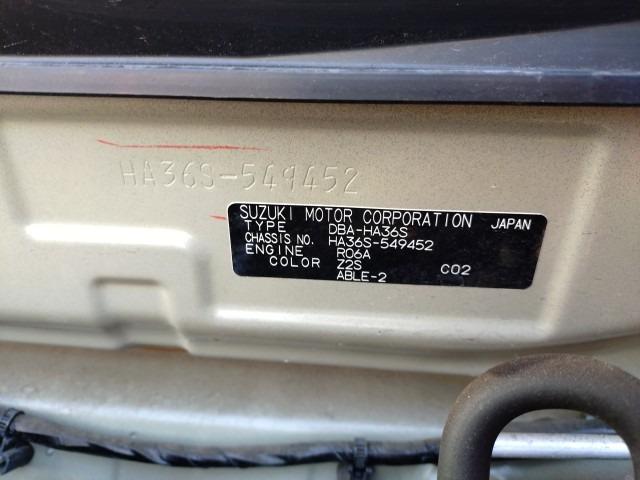 HA36S-549452
SUZUKI MOTOR CORPORATION JAPAN
TYPE DBA-HA36S
CHASSIS NO. HA36S-549452
ENGINE R06A
COLOR Z2S C02
ABLE-2